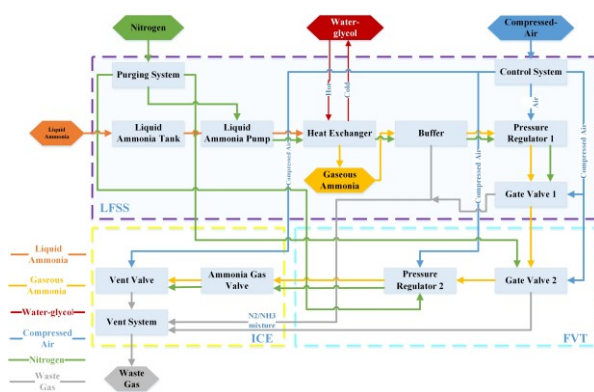 Nitrogen
Water-
glycol
Compressed-
Air
Purging System
Control System
Hot
Cold
Air
Liquid
Ammonia
Liquid
Ammonia Tank
Liquid
Ammonia Pump
Heat Exchanger
Buffer
Pressure
Regulator 1
Compressed Air
Compressed Air
Compressed Air
Gaseous
Ammonia
Gate Valve 1
LFSS
Liquid
Ammonia
Gaseous
Ammonia
Water-glycol
Compressed
Air
Nitrogen
Waste
Gas
Vent Valve
Ammonia Gas
Valve
Pressure
Regulator 2
Gate Valve 2
Vent System
N2/NH3
mixture
ICE
FVT
Waste
Gas